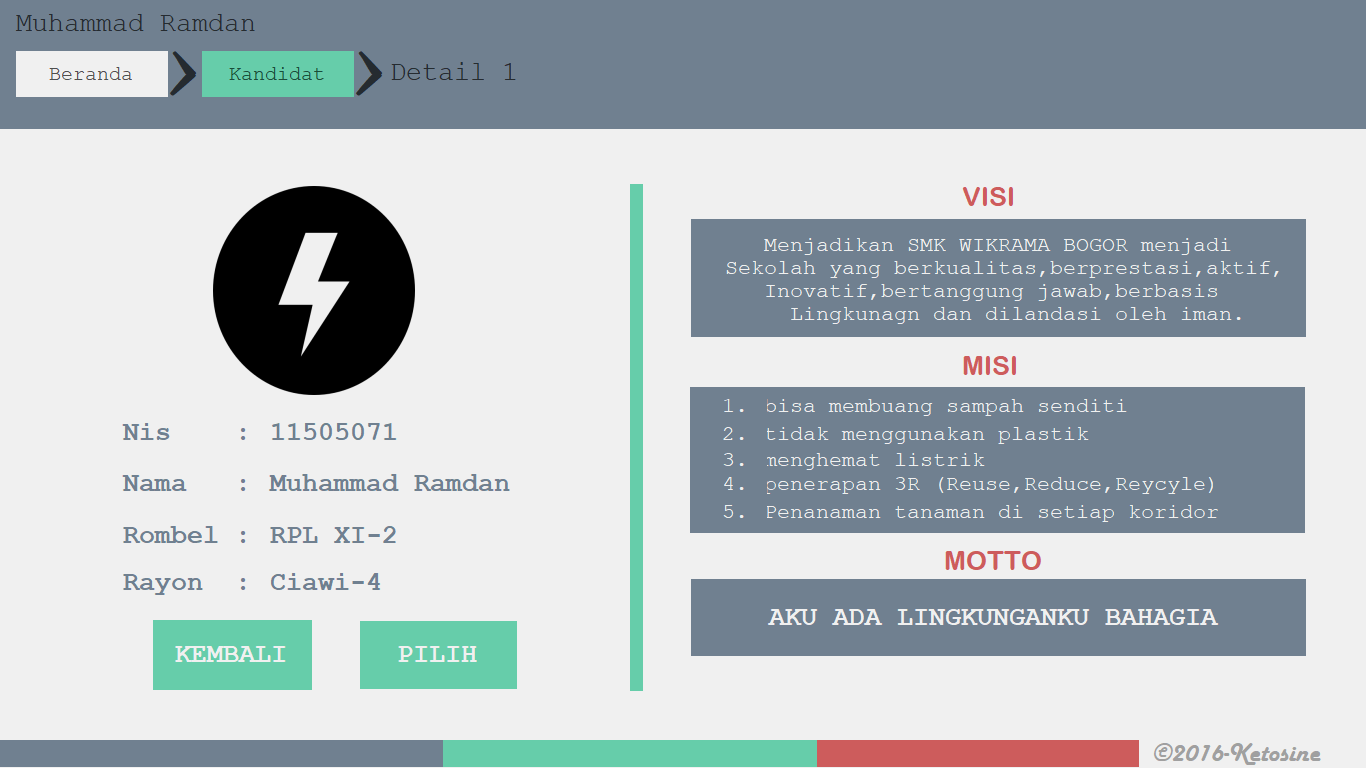 Muhammad Ramdan
Beranda
Kandidat
Detail 1
Nis : 11505071
Nama : Muhammad Ramdan
Rombel : RPL XI-2
Rayon : Ciawi-4
KEMBALI
PILIH
VISI
Menjadikan SMK WIKRAMA BOGOR menjadi
Sekolah yang berkualitas,berprestasi,aktif,
Inovatif,bertanggung jawab,berbasis
Lingkunagn dan dilandasi oleh iman.
MISI
1. bisa membuang sampah senditi
2. tidak menggunakan plastik
3. menghemat listrik
4. penerapan 3R (Reuse,Reduce,Reycyle)
5. Penanaman tanaman di setiap koridor
MOTTO
AKU ADA LINGKUNGANKU BAHAGIA
©2016-Ketosine